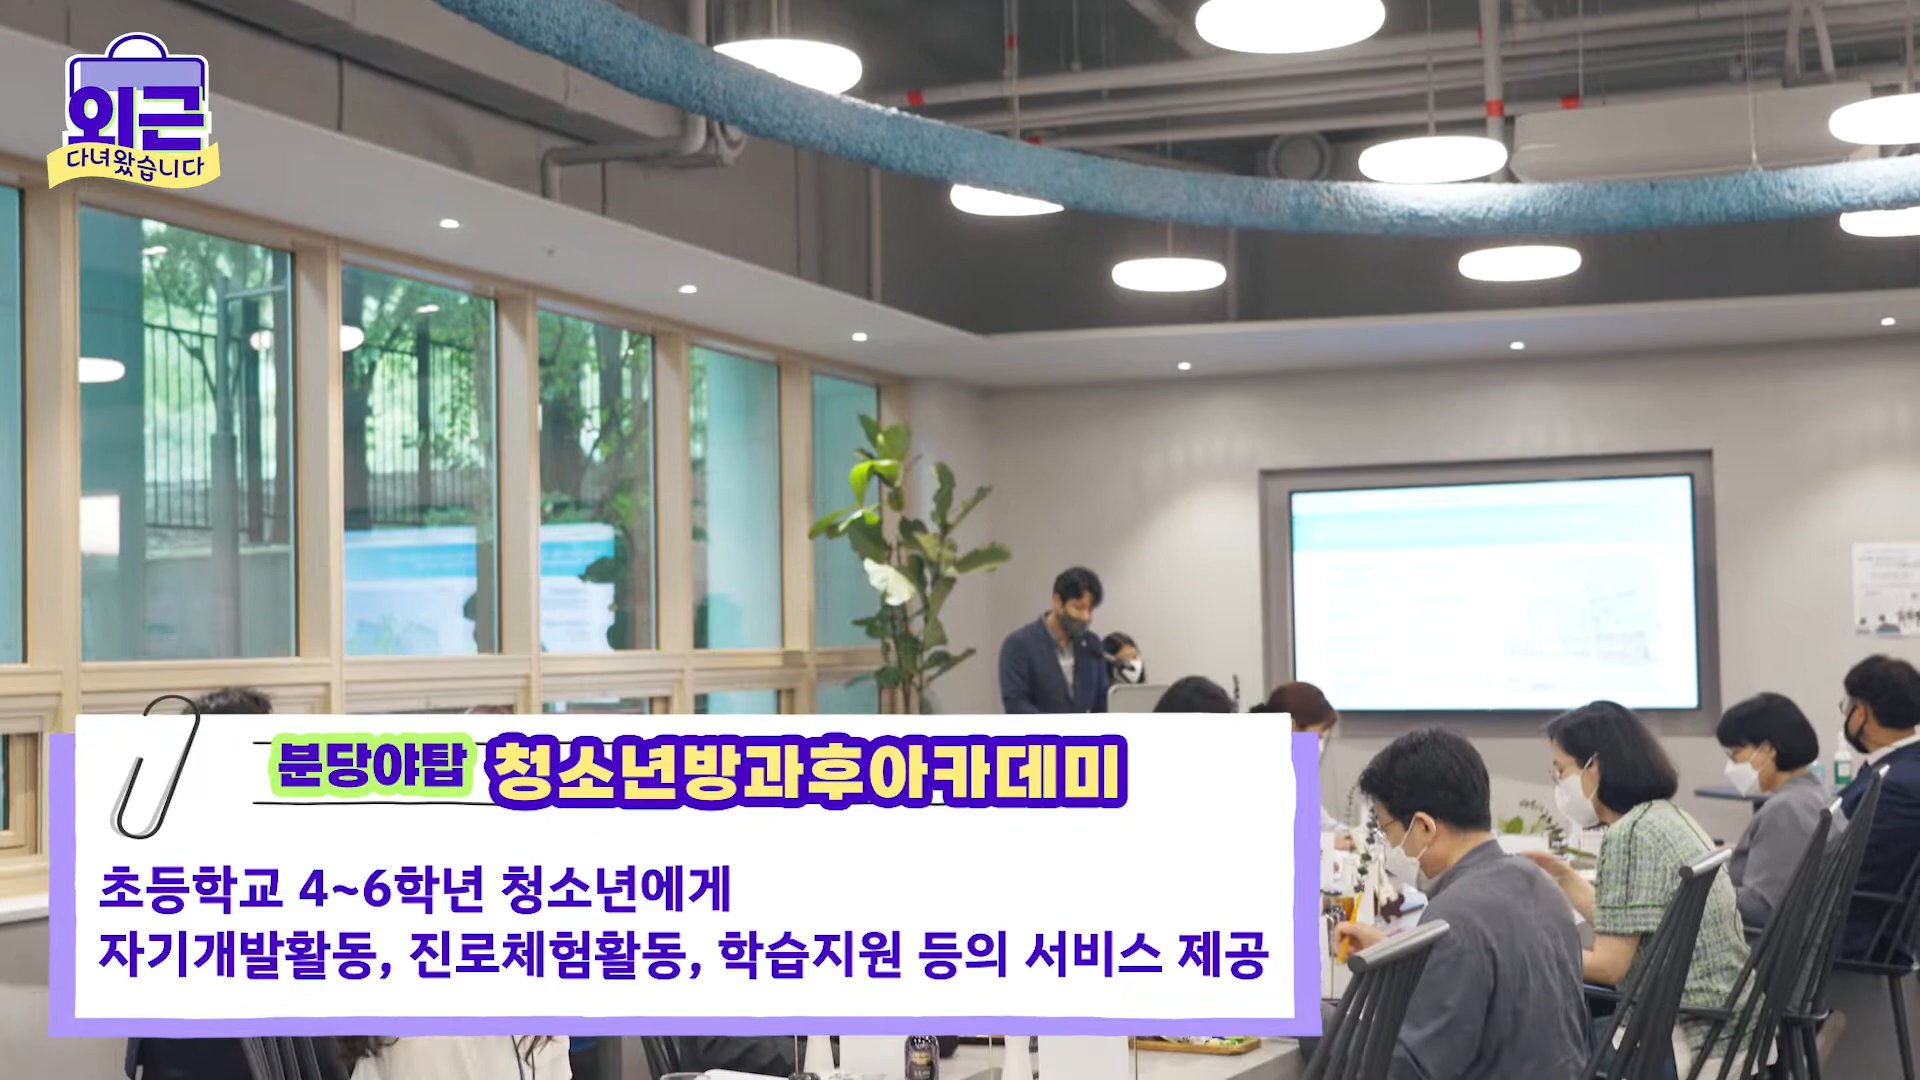 외근
다녀왔습니다
분당야탑 청소년방과후아카데미
초등학교 4~6학년 청소년에게
자기개발활동, 진로체험활동, 학습지원 등의 서비스 제공